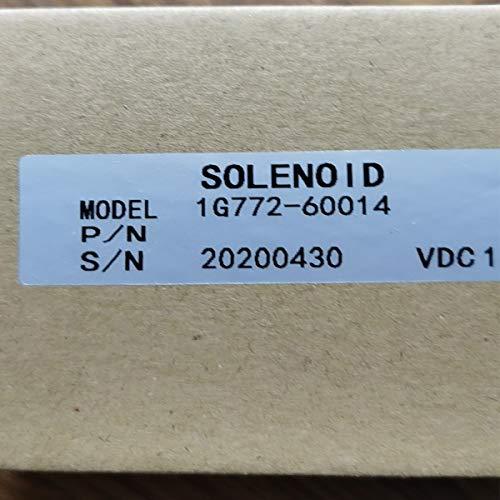 SOLENOID
MODEL 1G772-60014
P/N
S/N 20200430 VDC 1